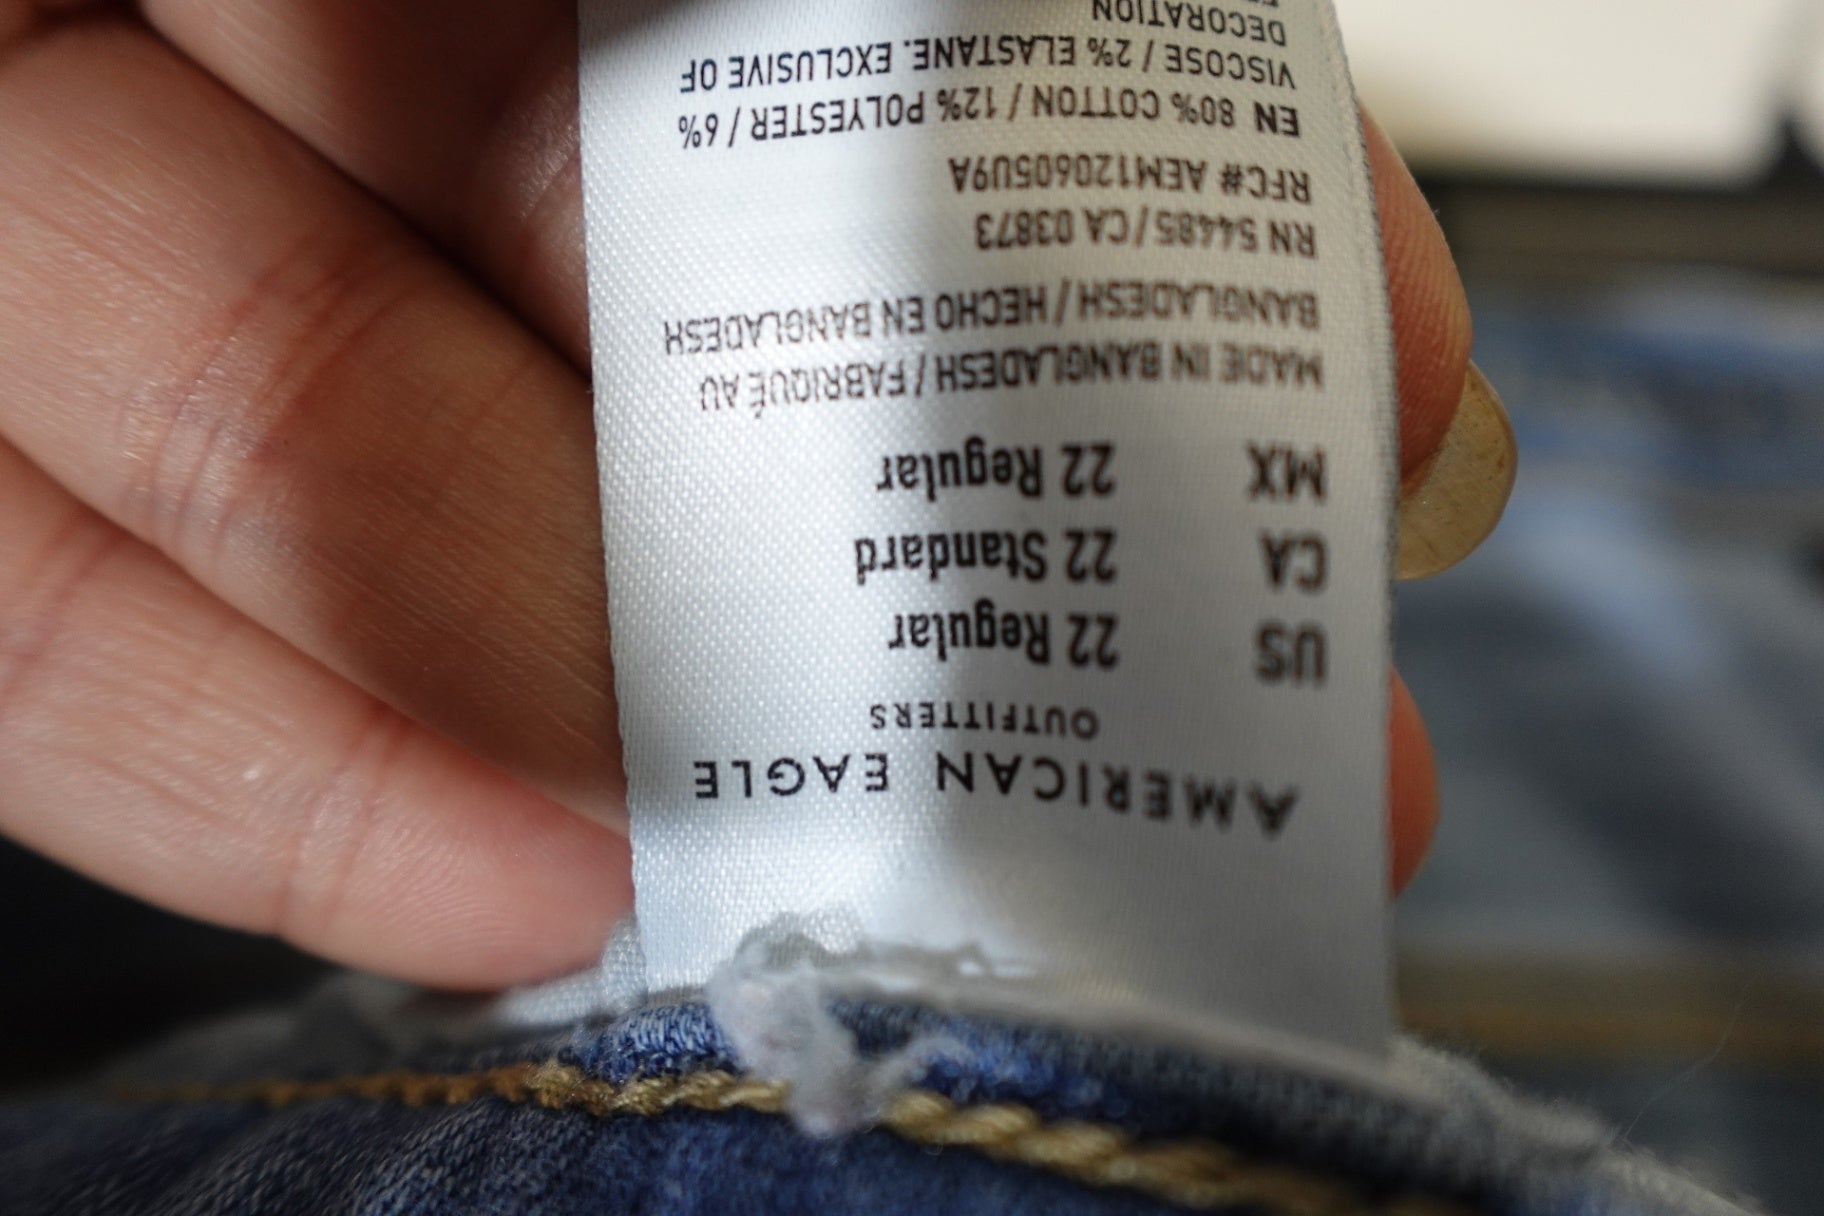 AMERICAN EAGLE
OUTFITTERS
US 22 Regular
CA 22 Standard
MX 22 Regular
MADE IN BANGLADESH / FABRIQUÉ AU
BANGLADESH / HECHO EN BANGLADESH
RN 54485 / CA 03873
RFC# AEM120605U9A
EN 80% COTTON / 12% POLYESTER / 6%
VISCOSE / 2% ELASTANE. EXCLUSIVE OF
DECORATION